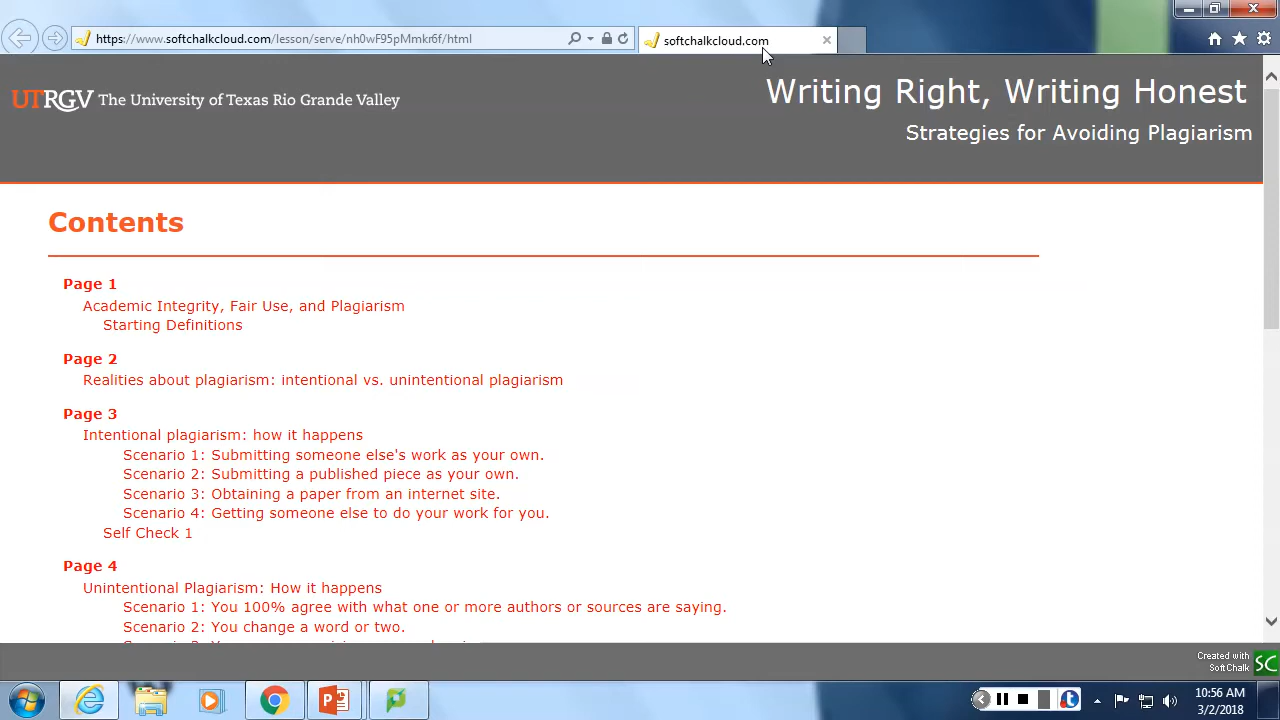 https://www.softchalkcloud.com/lesson/serve/nh0wF95pMmkr6f/html
softchalkcloud.com
UTRGV The University of Texas Rio Grande Valley
Writing Right, Writing Honest
Strategies for Avoiding Plagiarism
Contents
Page 1
Academic Integrity, Fair Use, and Plagiarism
Starting Definitions
Page 2
Realities about plagiarism: intentional vs. unintentional plagiarism
Page 3
Intentional plagiarism: how it happens
Scenario 1: Submitting someone else's work as your own.
Scenario 2: Submitting a published piece as your own.
Scenario 3: Obtaining a paper from an internet site.
Scenario 4: Getting someone else to do your work for you.
Self Check 1
Page 4
Unintentional Plagiarism: How it happens
Scenario 1: You 100% agree with what one or more authors or sources are saying.
Scenario 2: You change a word or two.
Created with
SoftChalk
SC
10:56 AM
3/2/2018